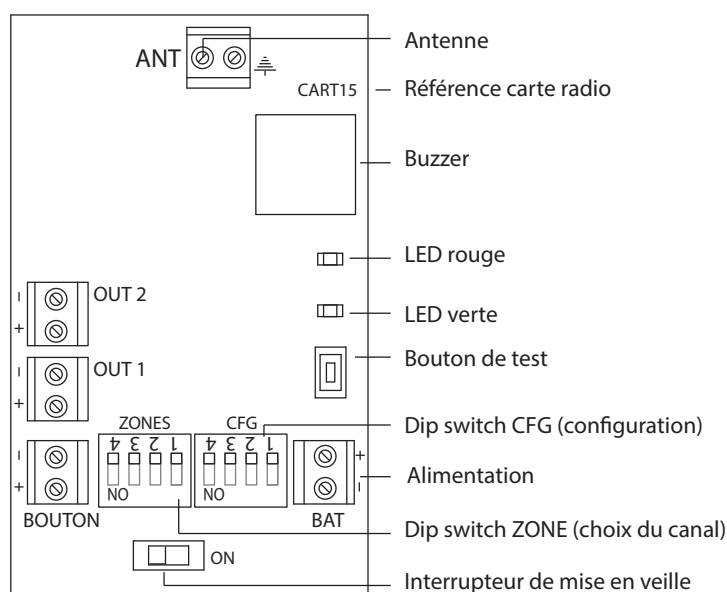 ANT
Antenne
CART15
Référence carte radio
Buzzer
LED rouge
- OUT 2
+
LED verte
- OUT 1
+
Bouton de test
ZONES
4 3 2 1
NO
CFG
4 3 2 1
NO
Dip switch CFG (configuration)
-
+
BOUTON
+
-
BAT
Alimentation
Dip switch ZONE (choix du canal)
ON
Interrupteur de mise en veille